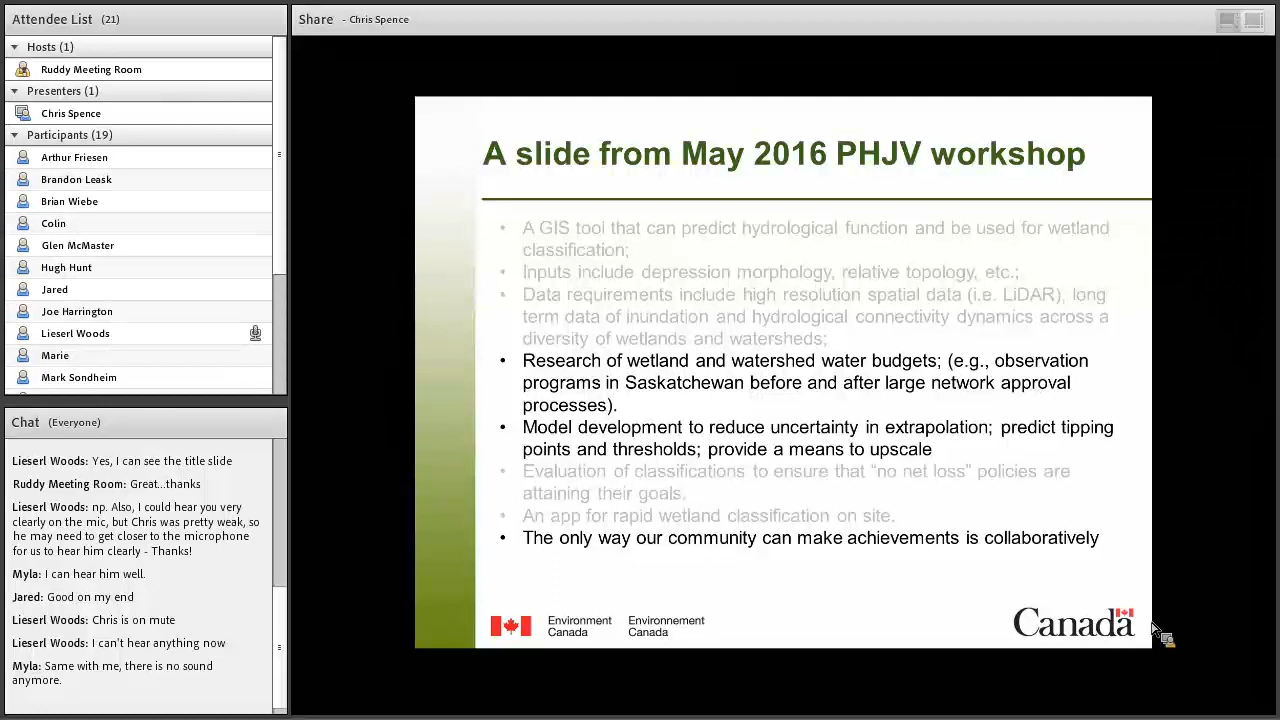 Attendee List (21)
Hosts (1)
Ruddy Meeting Room
Presenters (1)
Chris Spence
Participants (19)
Arthur Friesen
Brandon Leask
Brian Wiebe
Colin
Glen McMaster
Hugh Hunt
Jared
Joe Harrington
Lieserl Woods
Marie
Mark Sondheim
Chat (Everyone)
Lieserl Woods: Yes, I can see the title slide
Ruddy Meeting Room: Great...thanks
Lieserl Woods: np. Also, I could hear you very
clearly on the mic, but Chris was pretty weak, so
he may need to get closer to the microphone
for us to hear him clearly - Thanks!
Myla: I can hear him well.
Jared: Good on my end
Lieserl Woods: Chris is on mute
Lieserl Woods: I can't hear anything now
Myla: Same with me, there is no sound
anymore.
Share - Chris Spence
A slide from May 2016 PHJV workshop
• A GIS tool that can predict hydrological function and be used for wetland
classification;
• Inputs include depression morphology, relative topology, etc.;
• Data requirements include high resolution spatial data (i.e. LiDAR), long
term data of inundation and hydrological connectivity dynamics across a
diversity of wetlands and watersheds;
• Research of wetland and watershed water budgets; (e.g., observation
programs in Saskatchewan before and after large network approval
processes).
• Model development to reduce uncertainty in extrapolation; predict tipping
points and thresholds; provide a means to upscale
• Evaluation of classifications to ensure that “no net loss” policies are
attaining their goals.
• An app for rapid wetland classification on site.
• The only way our community can make achievements is collaboratively
Environment
Canada
Environnement
Canada
Canada